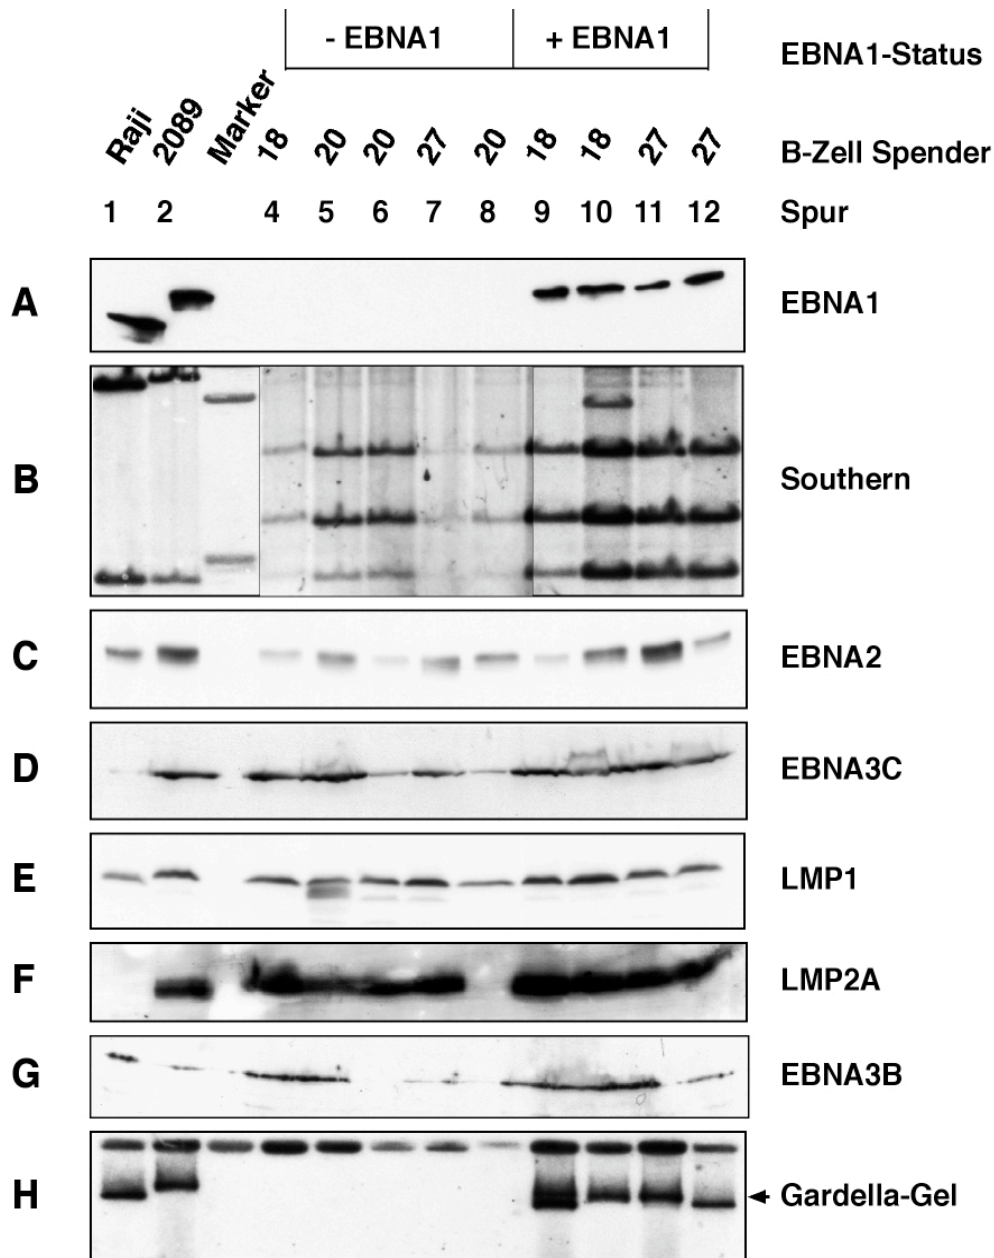 - EBNA1 + EBNA1 EBNA1-Status
Raji 2089 Marker 18 20 20 27 20 18 18 27 27 B-Zell Spender
1 2 4 5 6 7 8 9 10 11 12 Spur
A EBNA1
B Southern
C EBNA2
D EBNA3C
E LMP1
F LMP2A
G EBNA3B
H Gardella-Gel